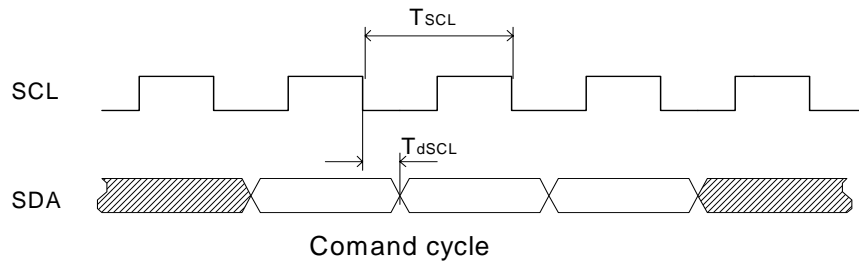 TSCL
SCL
TdSCL
SDA
Comand cycle